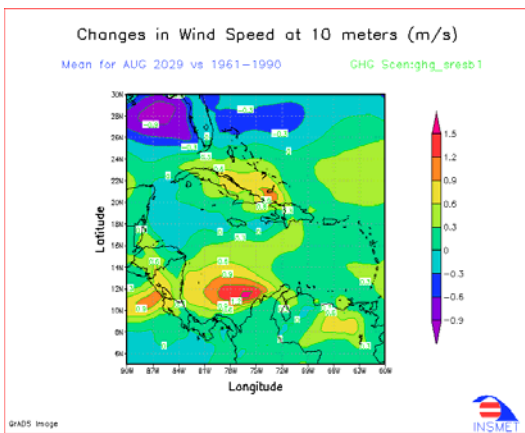 Changes in Wind Speed at 10 meters (m/s)
Mean for AUG 2029 vs 1961-1990 GHG Scen:ghg_sresb1
30N
28N
26N
24N
22N
20N
18N
16N
14N
12N
10N
8N
6N
Latitude
90W 87W 84W 81W 78W 75W 72W 69W 66W 63W 60W
Longitude
1.5
1.2
0.9
0.6
0.3
0
-0.3
-0.6
-0.9
GrADS Image
INSMET